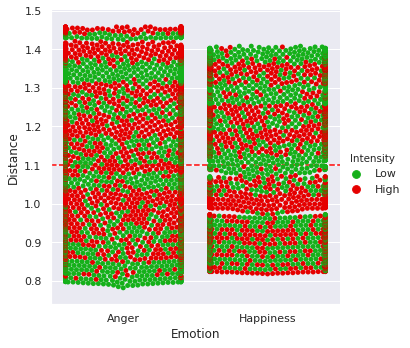 1.5
1.4
1.3
1.2
1.1
1.0
0.9
0.8
Distance
Anger
Happiness
Emotion
Intensity
Low
High